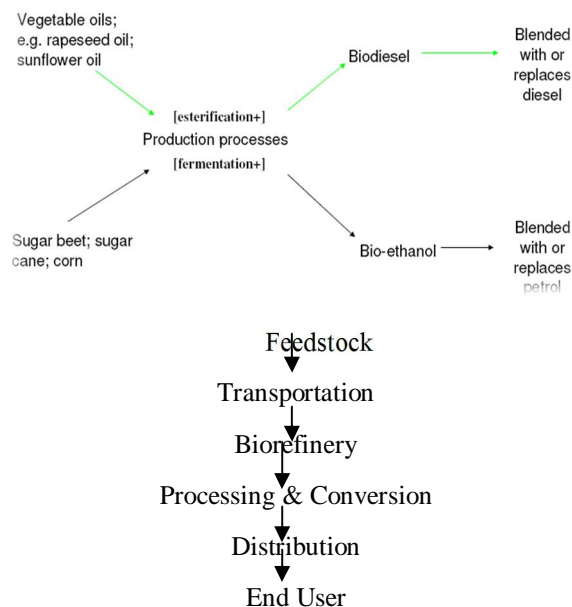 Vegetable oils;
e.g. rapeseed oil;
sunflower oil
[esterification+]
Production processes
[fermentation+]
Sugar beet; sugar
cane; corn
Biodiesel
Blended
with or
replaces
diesel
Bio-ethanol
Blended
with or
replaces
petrol
Feedstock
Transportation
Biorefinery
Processing & Conversion
Distribution
End User